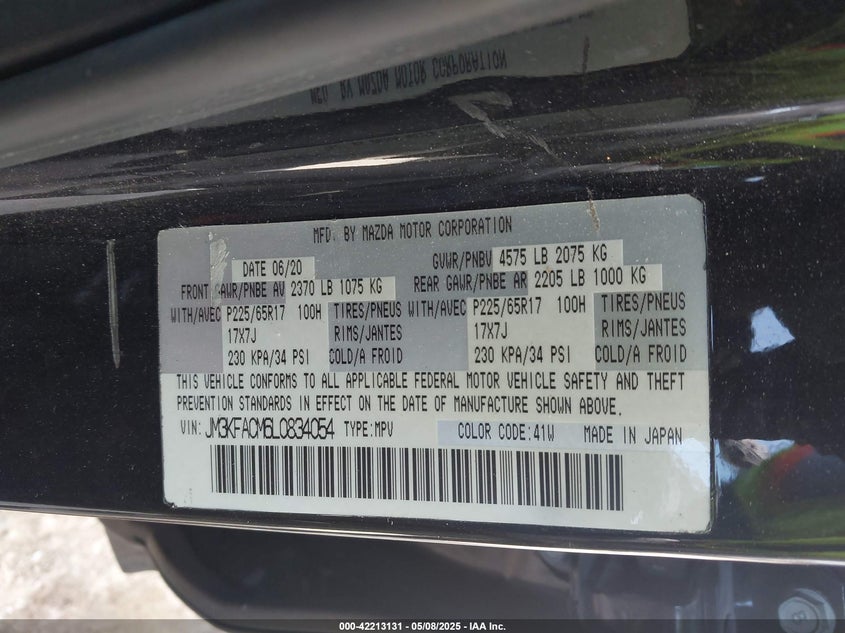 MFD. BY MAZDA MOTOR CORPORATION
MFD. BY MAZDA MOTOR CORPORATION
DATE 06/20 GVWR/PNBV 4575 LB 2075 KG
FRONT GAWR/PNBE AV 2370 LB 1075 KG REAR GAWR/PNBE AR 2205 LB 1000 KG
WITH/AVEC P225/65R17 100H TIRES/PNEUS WITH/AVEC P225/65R17 100H TIRES/PNEUS
17X7J RIMS/JANTES 17X7J RIMS/JANTES
230 KPA/34 PSI COLD/A FROID 230 KPA/34 PSI COLD/A FROID
THIS VEHICLE CONFORMS TO ALL APPLICABLE FEDERAL MOTOR VEHICLE SAFETY AND THEFT
PREVENTION STANDARDS IN EFFECT ON THE DATE OF MANUFACTURE SHOWN ABOVE.
VIN: JM3KFACM6L0834054 TYPE:MPV COLOR CODE:41W MADE IN JAPAN
000-42213131 - 05/08/2025 - IAA Inc.